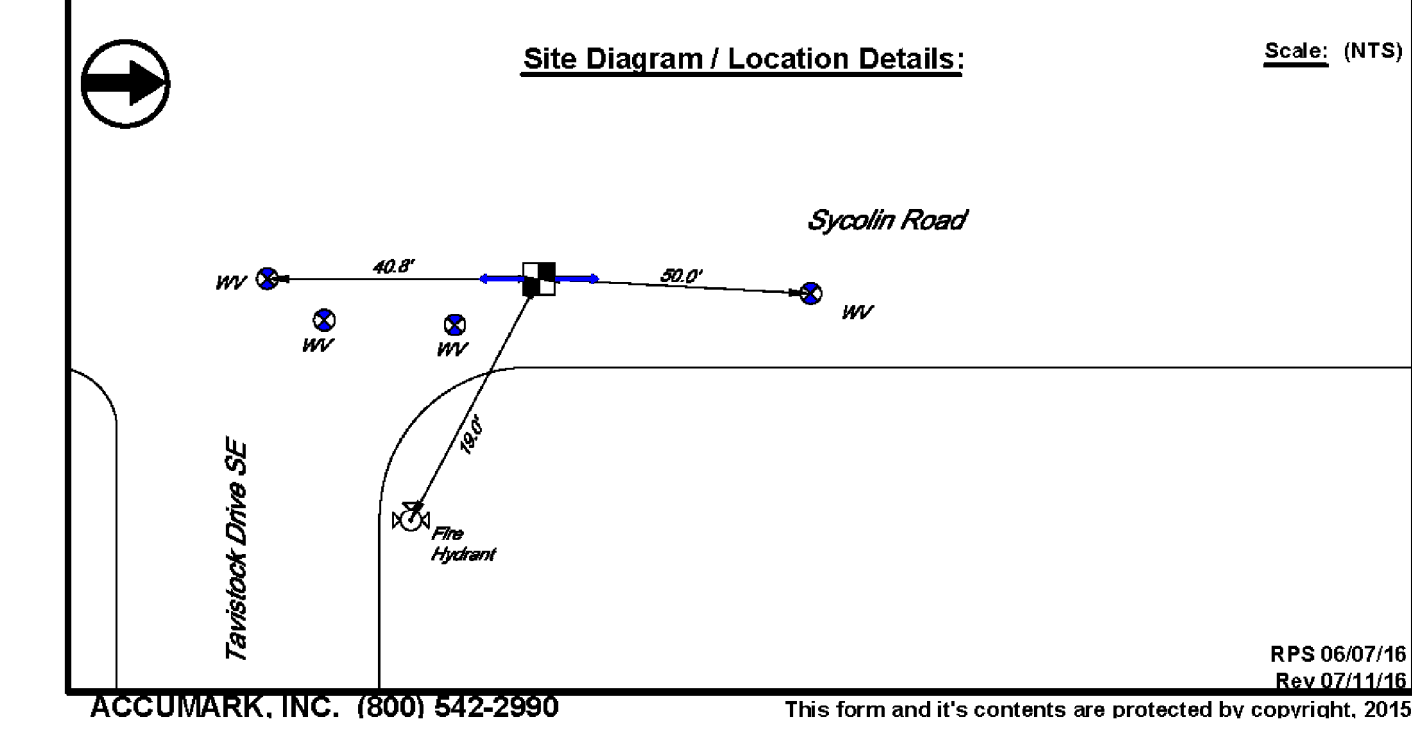 Site Diagram / Location Details:
Scale: (NTS)
Sycolin Road
40.8'
50.0'
WV
WV
WV
WV
19.0'
Fire
Hydrant
Tavistock Drive SE
RPS 06/07/16
Rev 07/11/16
ACCUMARK, INC. (800) 542-2990
This form and it's contents are protected by copyright, 2015